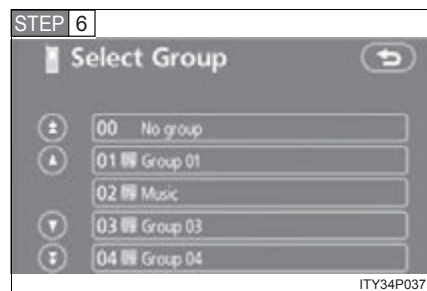 STEP 6
Select Group
00 No group
01 Group 01
02 Music
03 Group 03
04 Group 04
ITY34P037